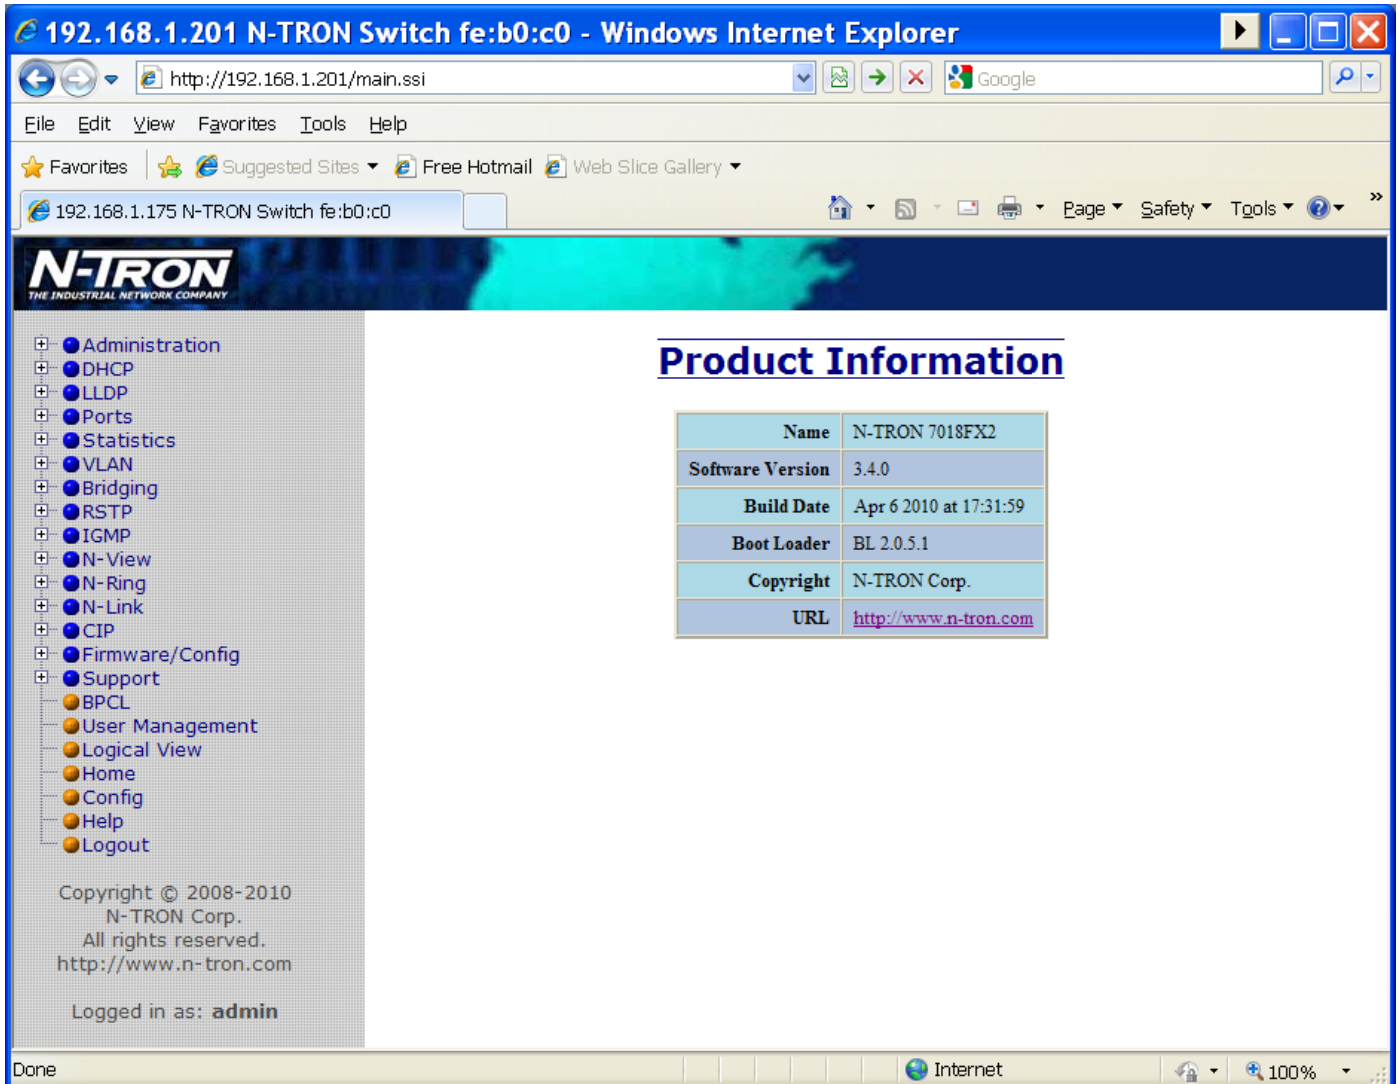 192.168.1.201 N-TRON Switch fe:b0:c0 - Windows Internet Explorer
http://192.168.1.201/main.ssi
Google
File Edit View Favorites Tools Help
Favorites Suggested Sites Free Hotmail Web Slice Gallery
192.168.1.175 N-TRON Switch fe:b0:c0
Page Safety Tools »
N-TRON
THE INDUSTRIAL NETWORK COMPANY
Administration
DHCP
LLDP
Ports
Statistics
VLAN
Bridging
RSTP
IGMP
N-View
N-Ring
N-Link
CIP
Firmware/Config
Support
BPCL
User Management
Logical View
Home
Config
Help
Logout
Copyright © 2008-2010
N-TRON Corp.
All rights reserved.
http://www.n-tron.com
Logged in as: admin
Product Information
Name N-TRON 7018FX2
Software Version 3.4.0
Build Date Apr 6 2010 at 17:31:59
Boot Loader BL 2.0.5.1
Copyright N-TRON Corp.
URL http://www.n-tron.com
Done Internet 100%